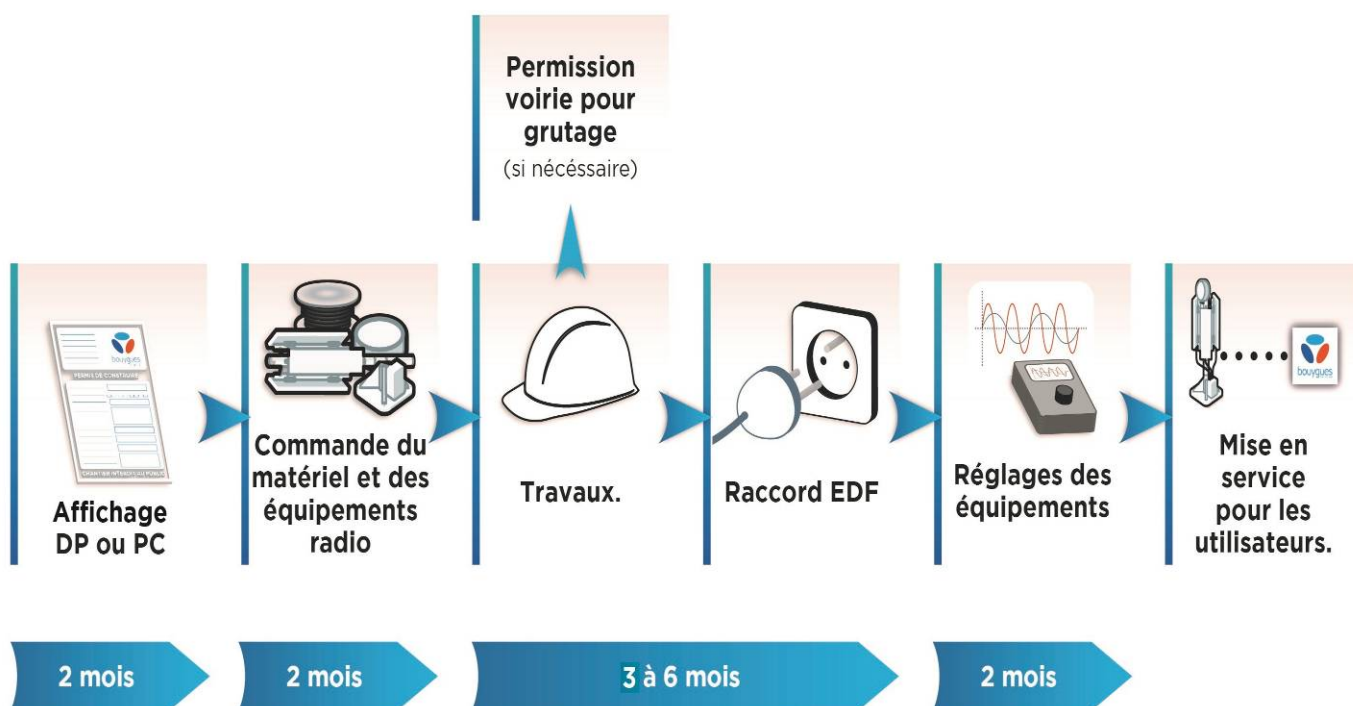 Permission
voirie pour
grutage
(si nécéssaire)
bouygues
PERMIS DE CONSTRUIRE
CHANTIER INTERDIT AU PUBLIC
Affichage
DP ou PC
Commande du
matériel et des
équipements
radio
Travaux.
Raccord EDF
Réglages des
équipements
bouygues
Mise en
service
pour les
utilisateurs.
2 mois
2 mois
3 à 6 mois
2 mois